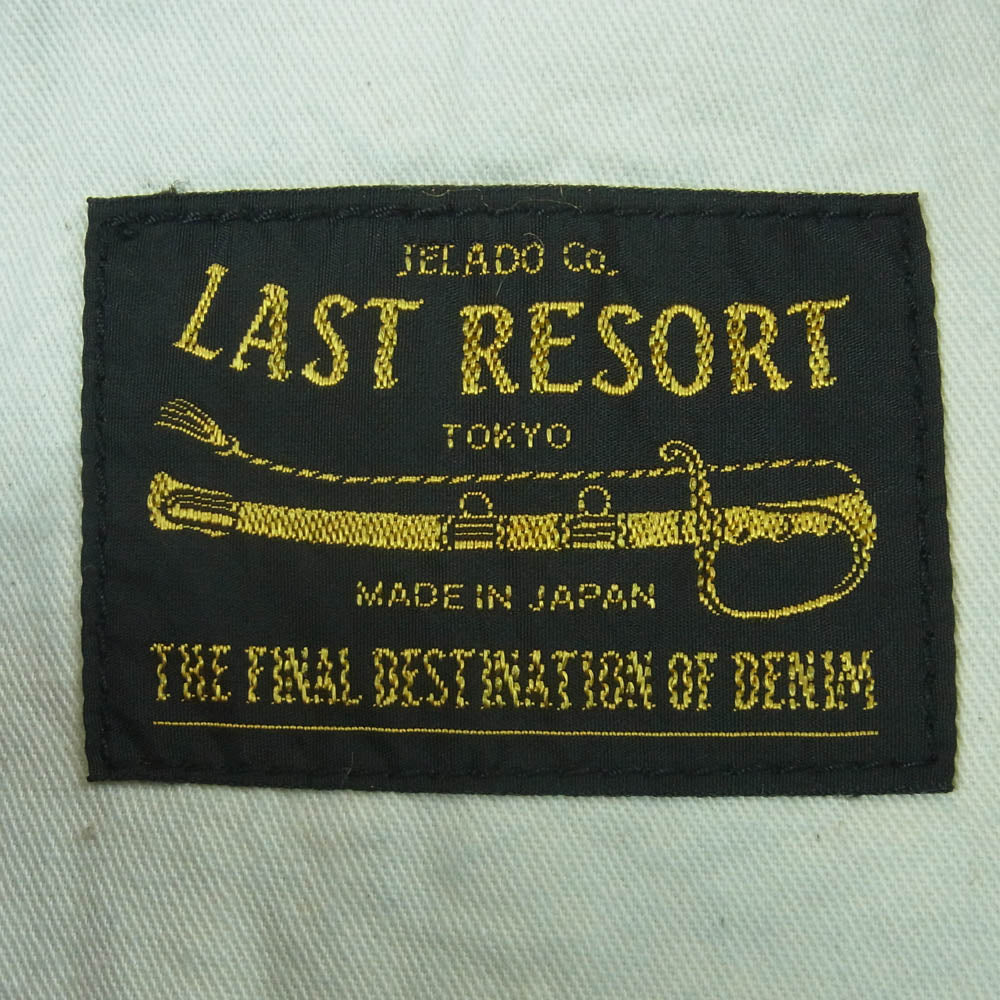 JELADO Co.
LAST RESORT
TOKYO
MADE IN JAPAN
THE FINAL DESTINATION OF DENIM